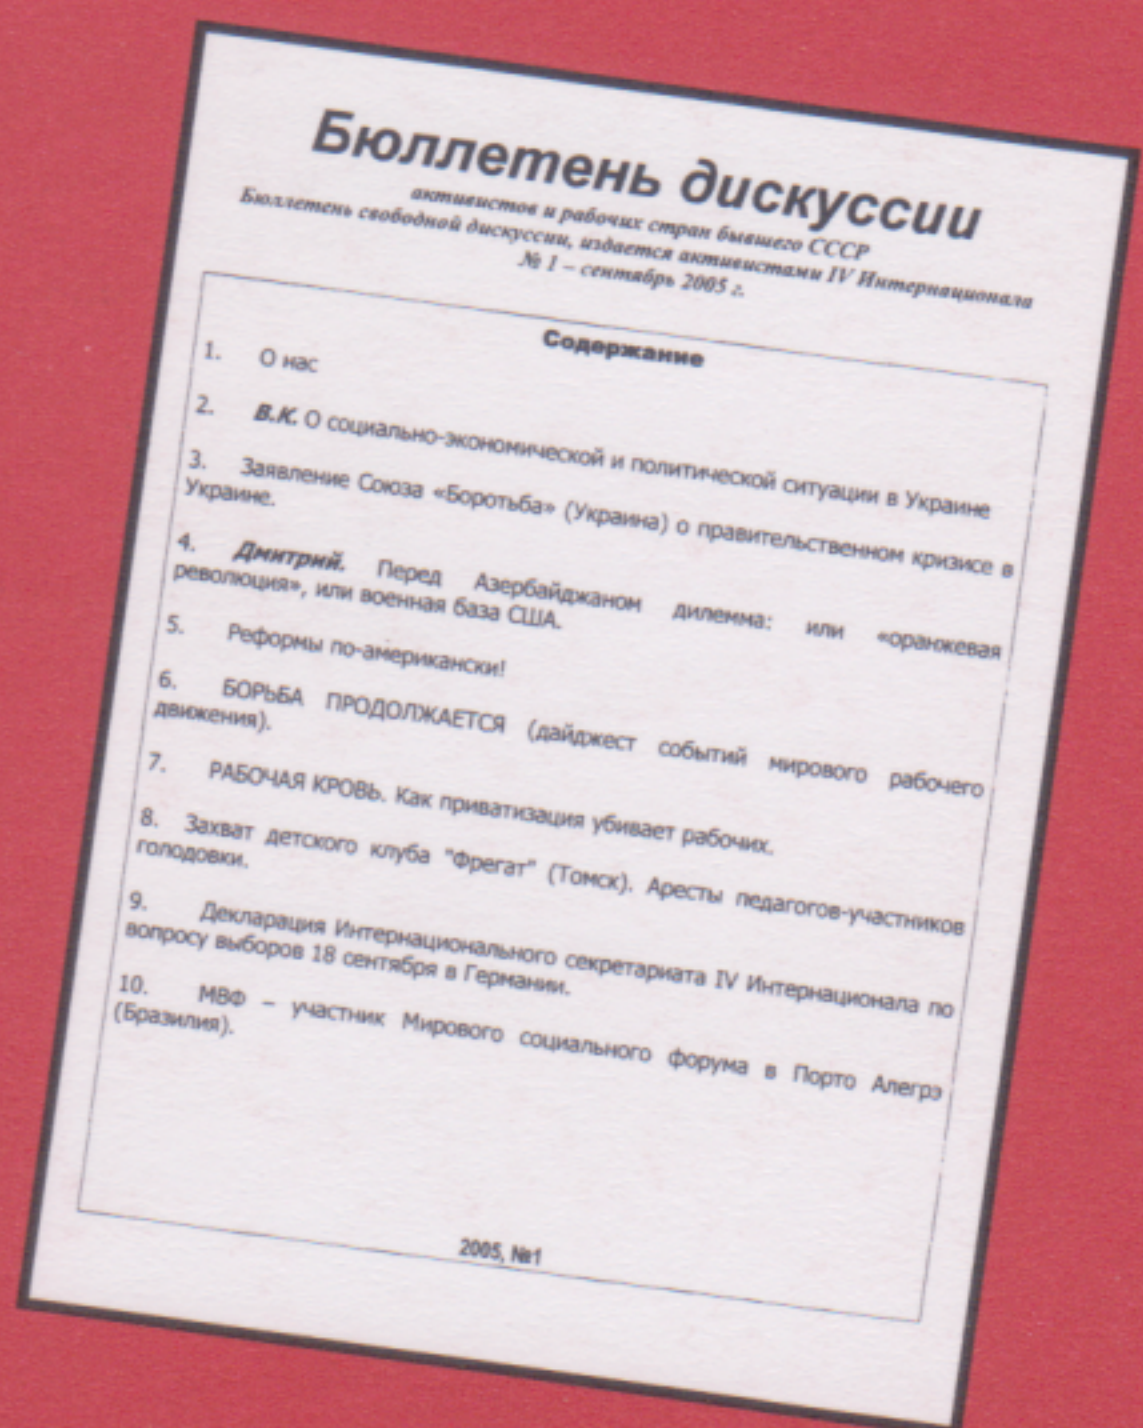 Бюллетень дискуссии
активистов и рабочих стран бывшего СССР
Бюллетень свободной дискуссии, издается активистами IV Интернационала
№ 1 – сентябрь 2005 г.
Содержание
1. О нас
2. В.К. О социально-экономической и политической ситуации в Украине
3. Заявление Союза «Боротьба» (Украина) о правительственном кризисе в
Украине.
4. Дмитрий. Перед Азербайджаном дилемма: или «оранжевая
революция», или военная база США.
5. Реформы по-американски!
6. БОРЬБА ПРОДОЛЖАЕТСЯ (дайджест событий мирового рабочего
движения).
7. РАБОЧАЯ КРОВЬ. Как приватизация убивает рабочих.
8. Захват детского клуба "Фрегат" (Томск). Аресты педагогов-участников
голодовки.
9. Декларация Интернационального секретариата IV Интернационала по
вопросу выборов 18 сентября в Германии.
10. МВФ – участник Мирового социального форума в Порто Алегрэ
(Бразилия).
2005, №1